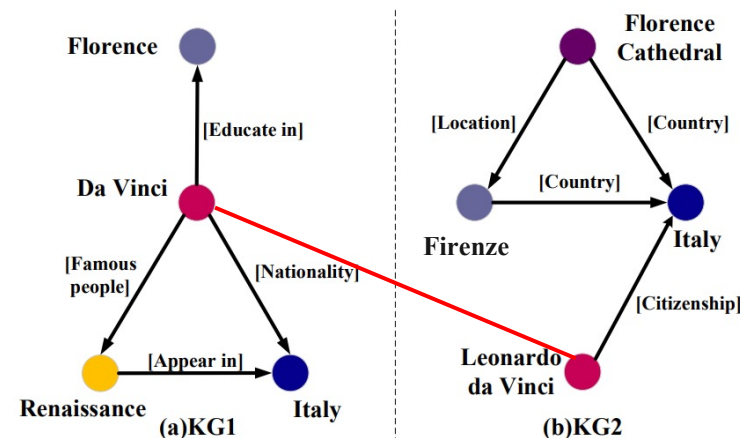 Florence
[Educate in]
Da Vinci
[Famous
people]
[Nationality]
[Appear in]
Renaissance
Italy
(a)KG1
Florence
Cathedral
[Location]
[Country]
[Country]
Firenze
Italy
[Citizenship]
Leonardo
da Vinci
(b)KG2